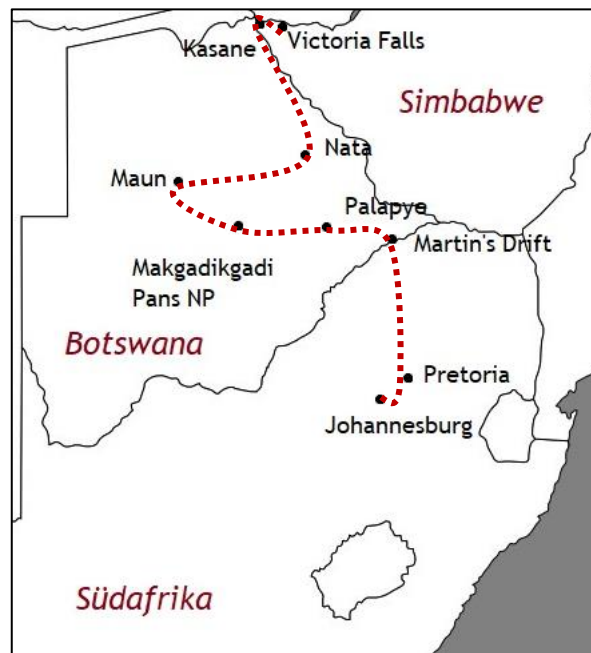 Kasane
Victoria Falls
Simbabwe
Nata
Maun
Palapye
Martin's Drift
Makgadikgadi
Pans NP
Botswana
Pretoria
Johannesburg
Südafrika